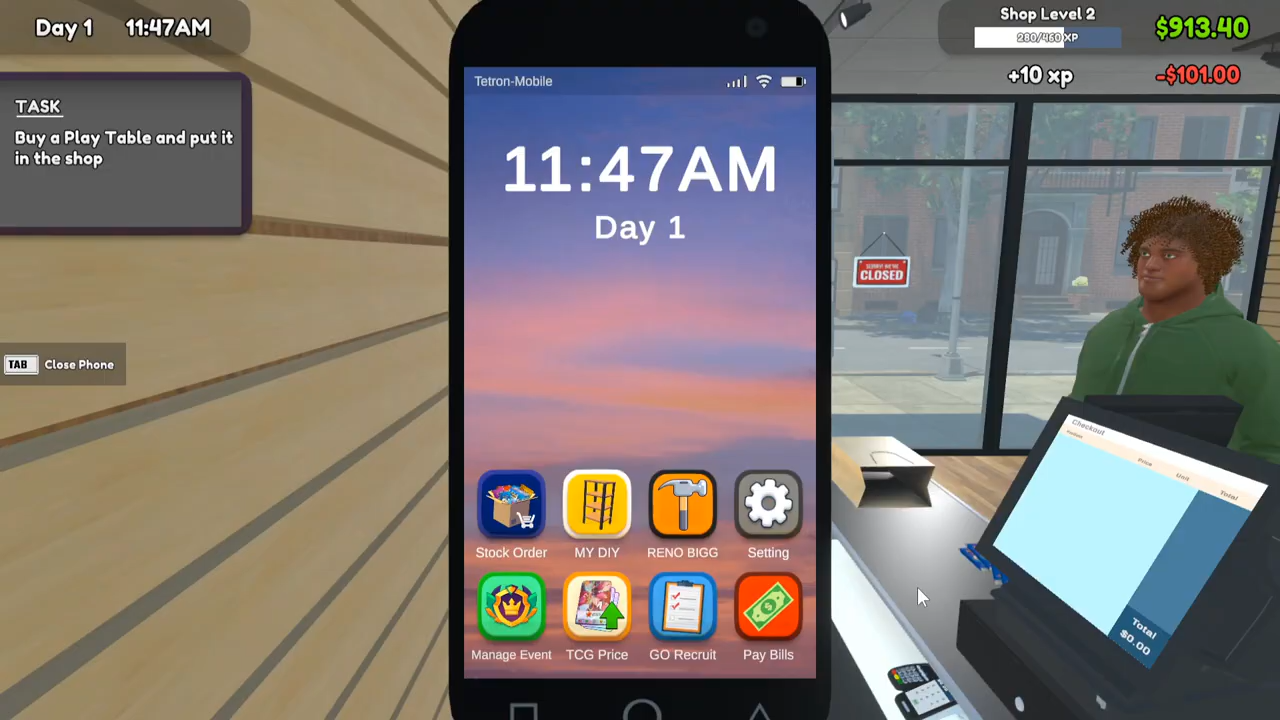 Day 1 11:47AM
TASK
Buy a Play Table and put it
in the shop
TAB Close Phone
Tetron-Mobile
11:47AM
Day 1
Stock Order
MY DIY
RENO BIGG
Setting
Manage Event
TCG Price
GO Recruit
Pay Bills
Shop Level 2
280/460 XP
$913.40
+10 xp
-$101.00
SORRY! WE'RE
CLOSED
Checkout
Price
Unit
Total
Total
$0.00